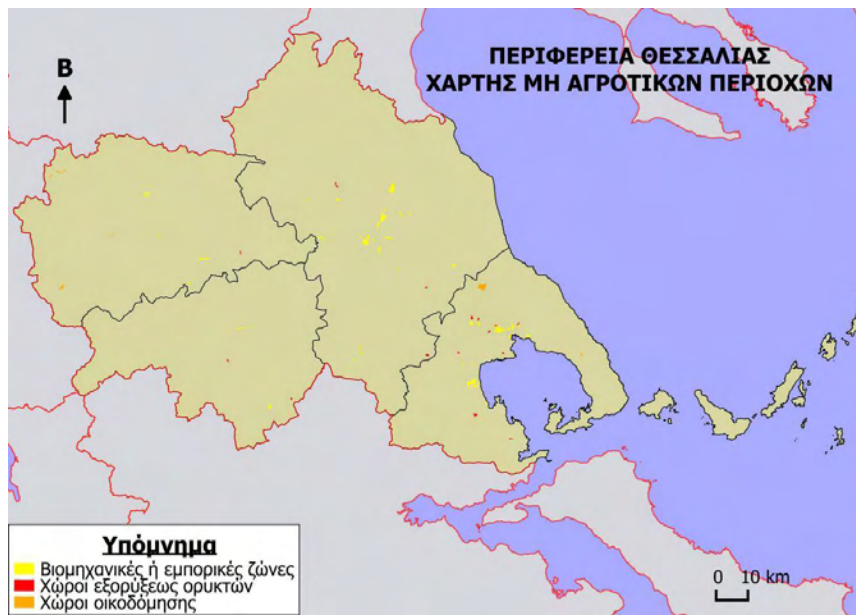 ΠΕΡΙΦΕΡΕΙΑ ΘΕΣΣΑΛΙΑΣ
ΧΑΡΤΗΣ ΜΗ ΑΓΡΟΤΙΚΩΝ ΠΕΡΙΟΧΩΝ
Β
Υπόμνημα
Βιομηχανικές ή εμπορικές ζώνες
Χώροι εξορύξεως ορυκτών
Χώροι οικοδόμησης
0 10 km